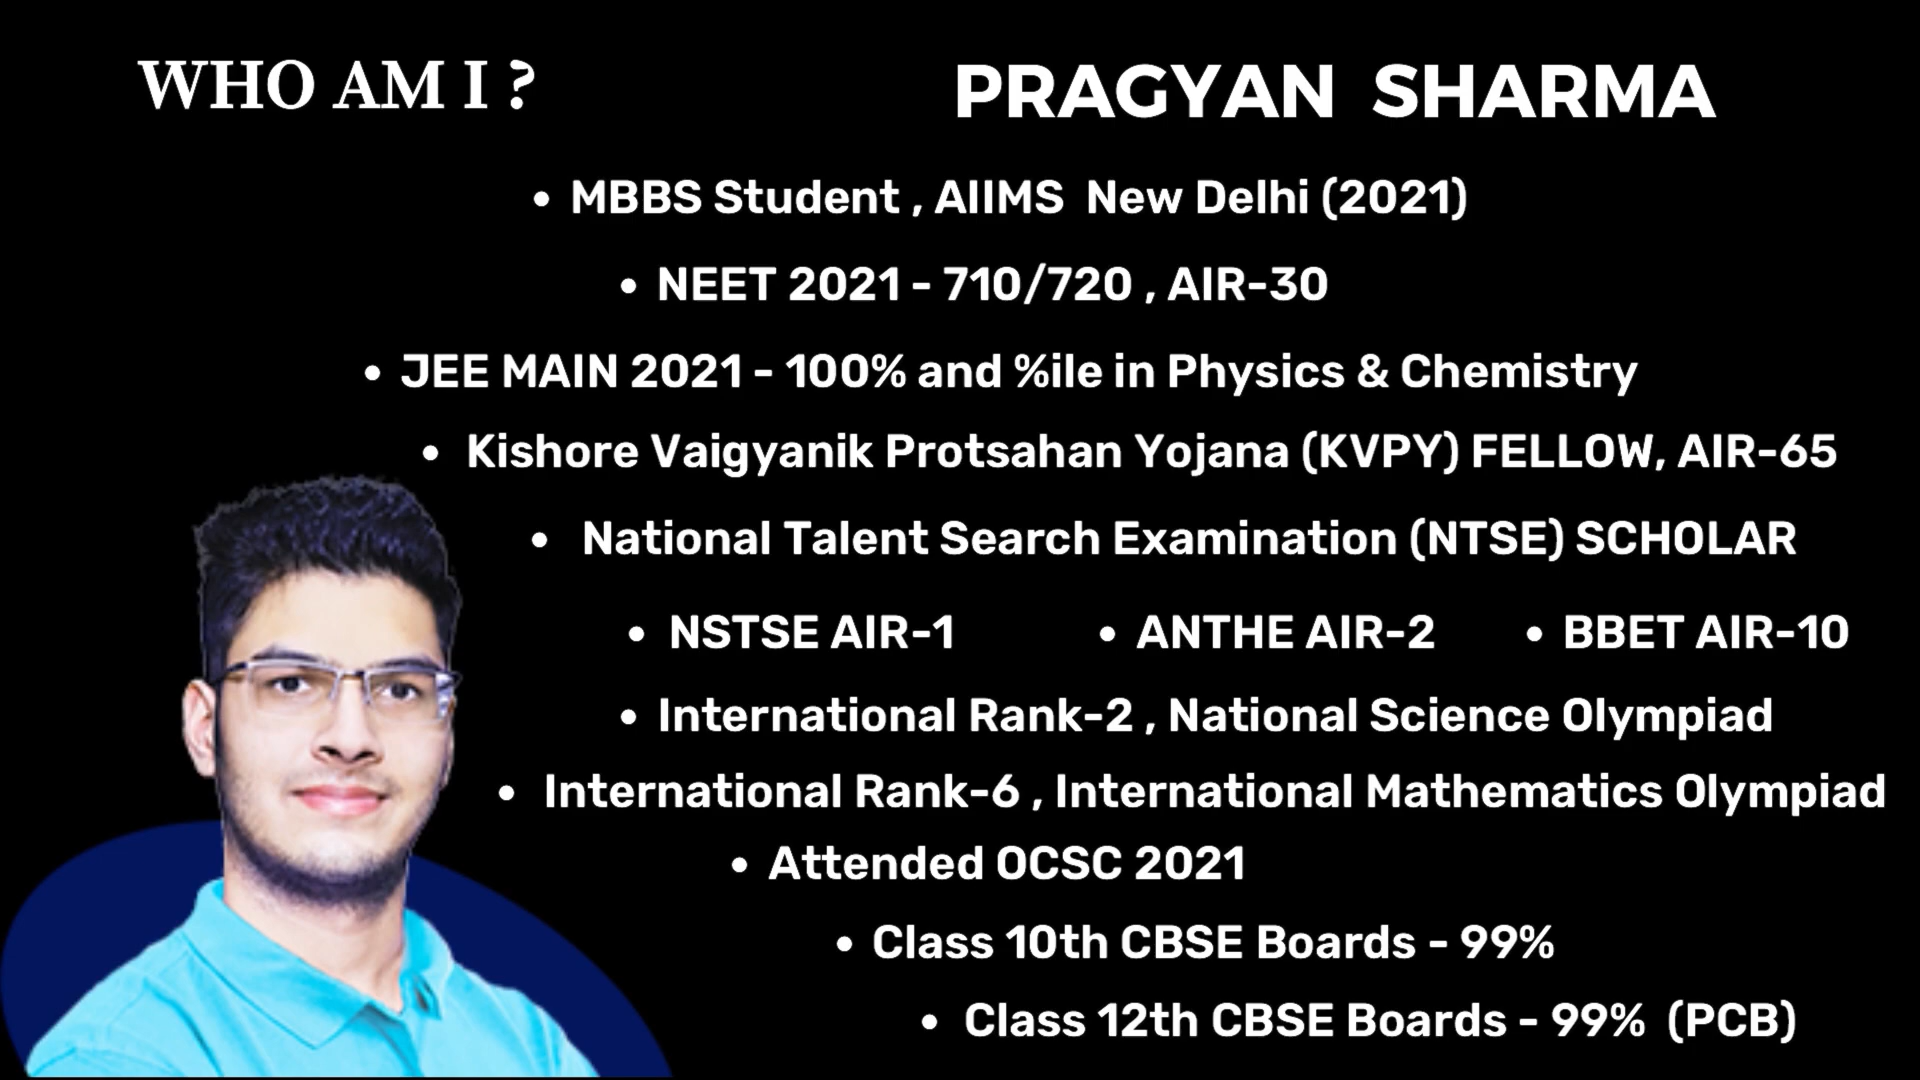 WHO AM I ?
PRAGYAN SHARMA
• MBBS Student , AIIMS New Delhi (2021)
• NEET 2021 - 710/720 , AIR-30
• JEE MAIN 2021 - 100% and %ile in Physics & Chemistry
• Kishore Vaigyanik Protsahan Yojana (KVPY) FELLOW, AIR-65
• National Talent Search Examination (NTSE) SCHOLAR
• NSTSE AIR-1 • ANTHE AIR-2 • BBET AIR-10
• International Rank-2 , National Science Olympiad
• International Rank-6 , International Mathematics Olympiad
• Attended OCSC 2021
• Class 10th CBSE Boards - 99%
• Class 12th CBSE Boards - 99% (PCB)